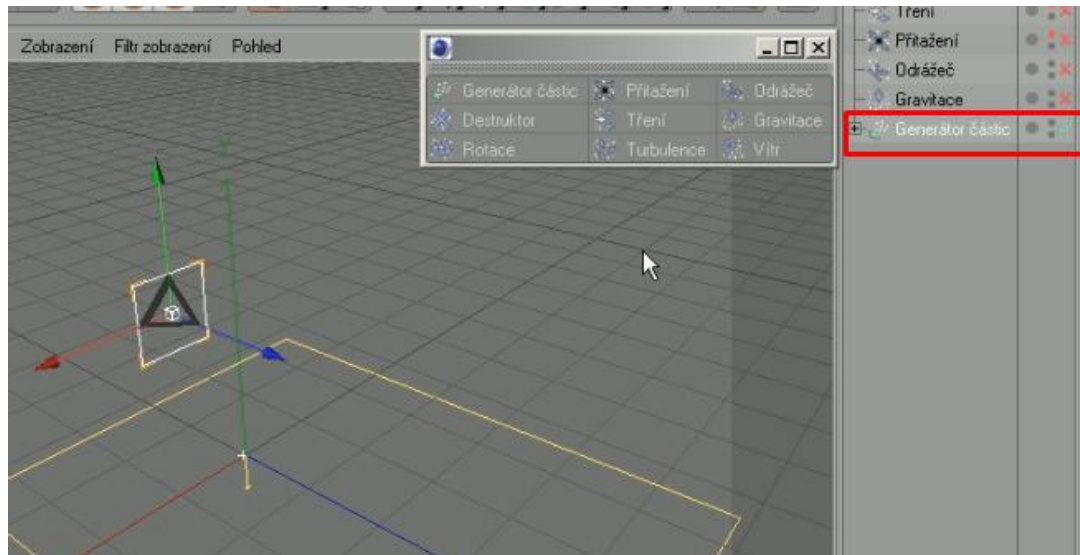 Zobrazení Filtr zobrazení Pohled
Generátor částic Přitažení Odrážeč
Destruktor Tření Gravitace
Rotace Turbulence Vítr
Y
Tření
Přitažení
Odrážeč
Gravitace
Generátor částic